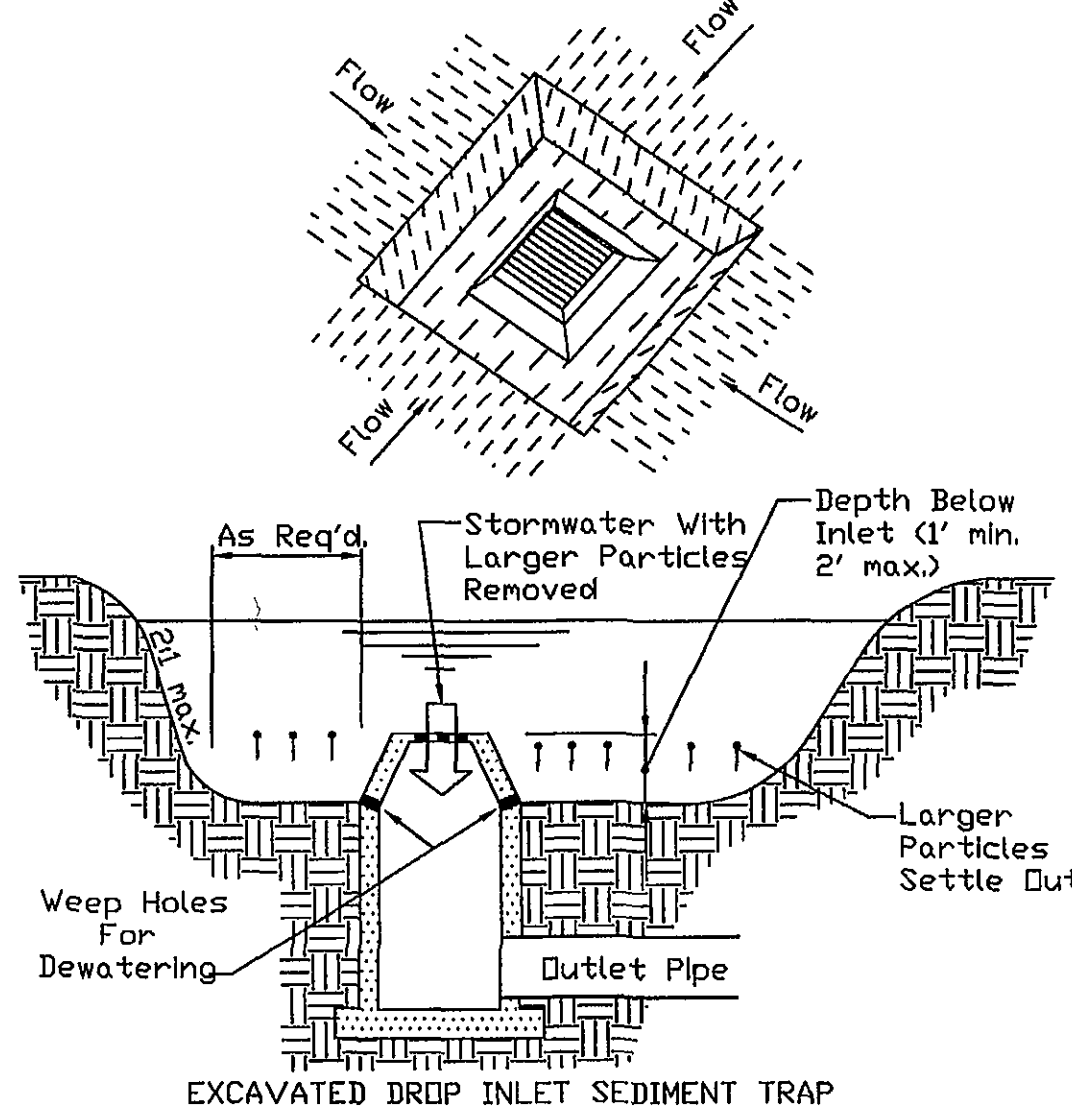 Flow
Flow
Flow
Flow
As Req'd.
Stormwater With
Larger Particles
Removed
Depth Below
Inlet (1' min.
2' max.)
2:1 max.
Larger
Particles
Settle Out
Weep Holes
For
Dewatering
Outlet Pipe
EXCAVATED DROP INLET SEDIMENT TRAP